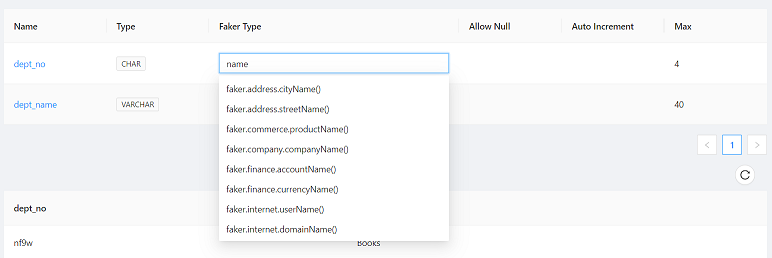 Name Type Faker Type Allow Null Auto Increment Max
dept_no CHAR name 4
faker.address.cityName()
dept_name VARCHAR faker.address.streetName() 40
faker.commerce.productName()
faker.company.companyName() < 1 >
faker.finance.accountName()
faker.finance.currencyName()
dept_no faker.internet.userName()
faker.internet.domainName()
nf9w Books